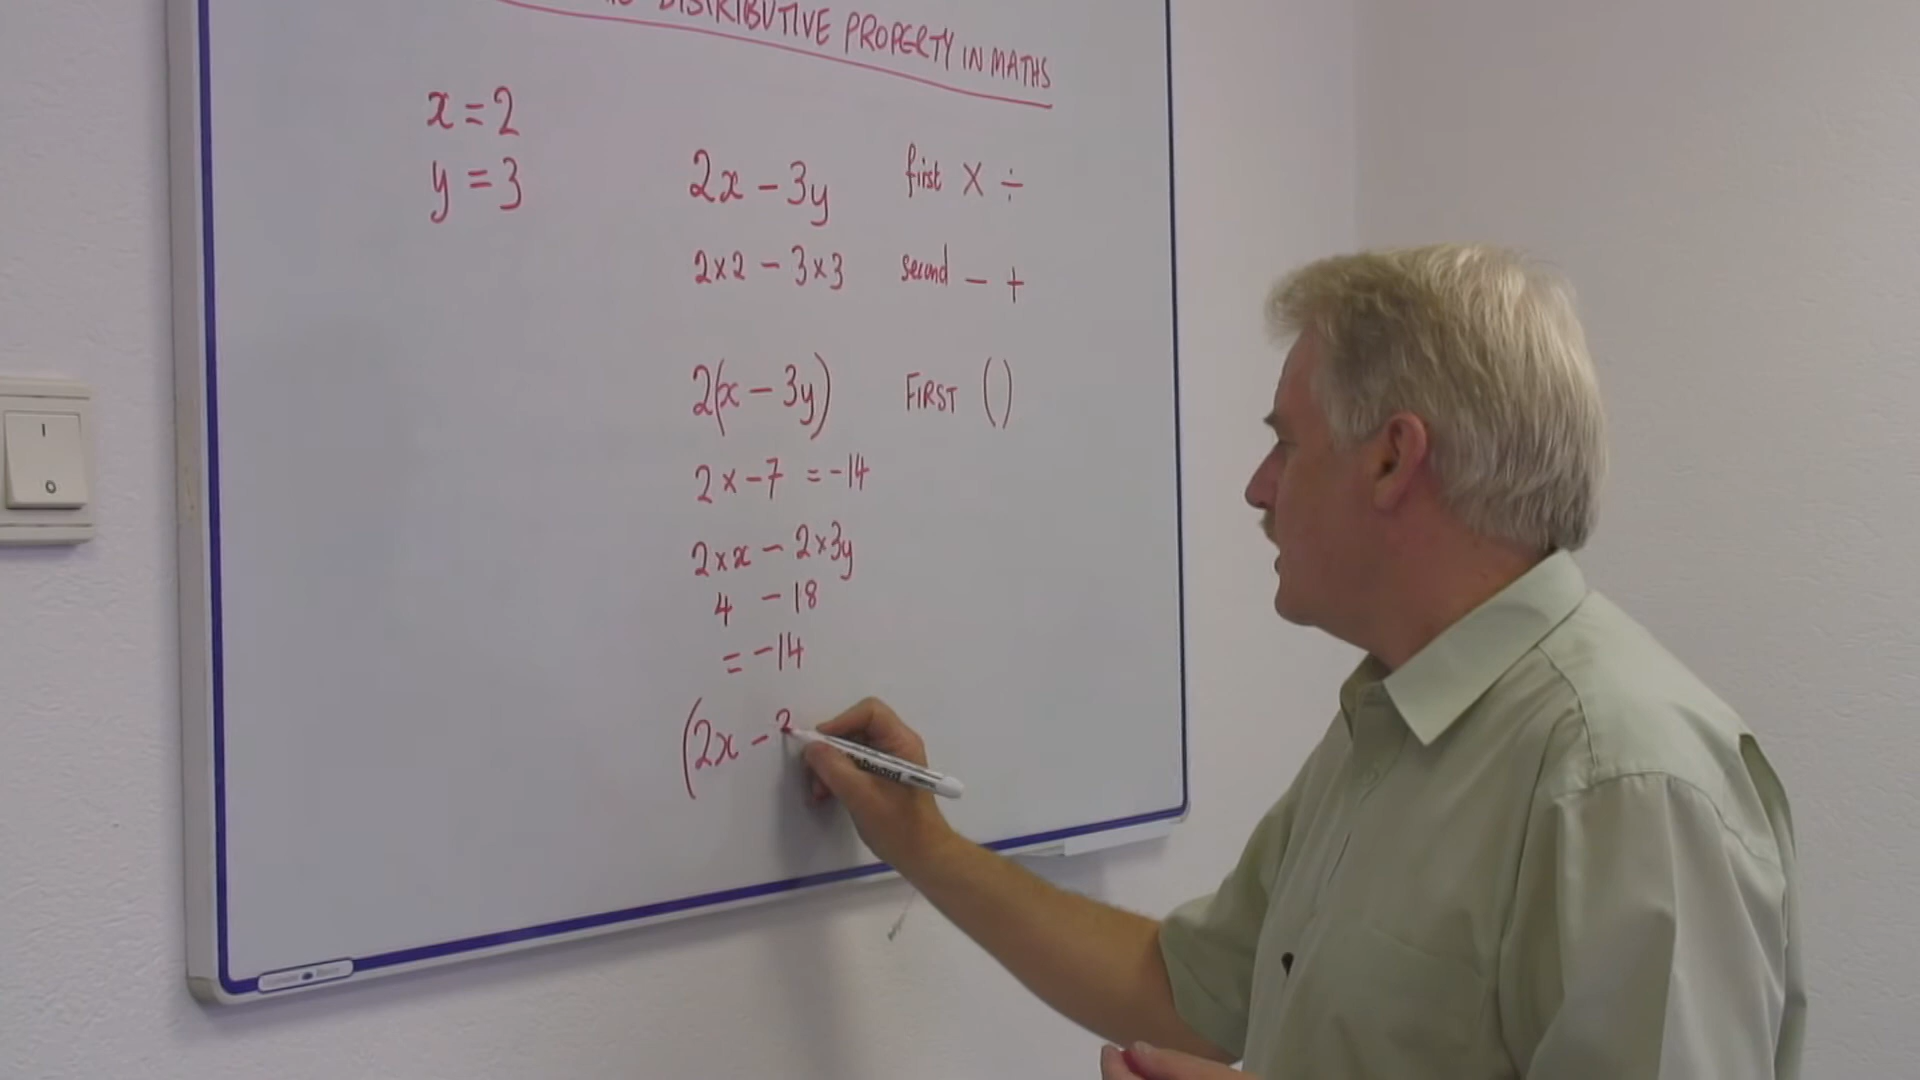 DISTRIBUTIVE PROPERTY IN MATHS
x = 2
y = 3
2x - 3y first × ÷
2×2 - 3×3 second - +
2(x - 3y) FIRST ( )
2 × -7 = -14
2×x - 2×3y
4 - 18
= -14
(2x -